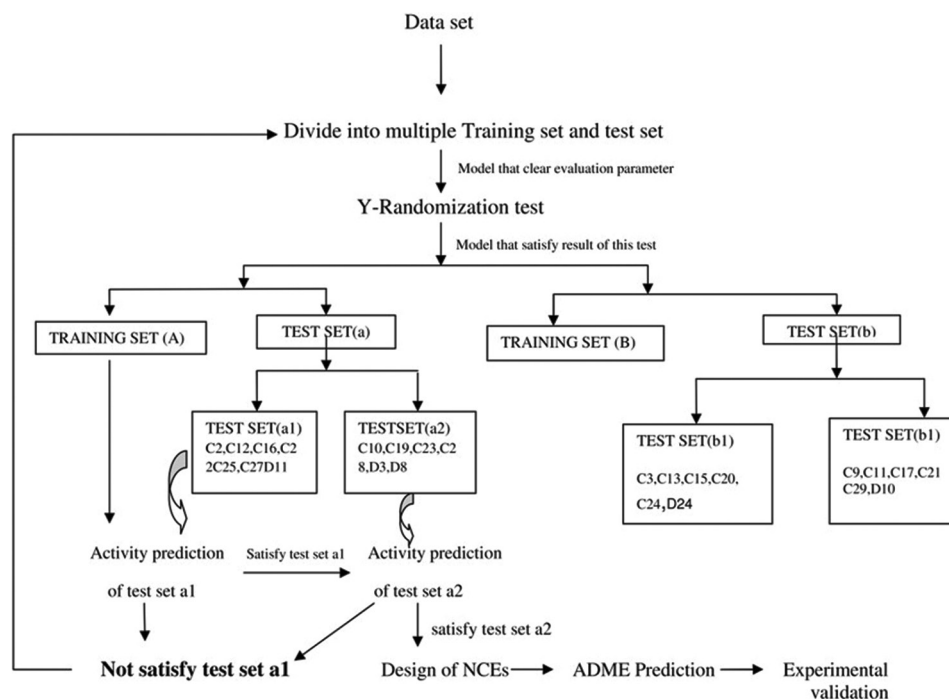 Data set
Divide into multiple Training set and test set
Model that clear evaluation parameter
Y-Randomization test
Model that satisfy result of this test
TRAINING SET (A)
TEST SET(a)
TRAINING SET (B)
TEST SET(b)
TEST SET(a1)
C2,C12,C16,C2
2C25,C27D11
TESTSET(a2)
C10,C19,C23,C2
8,D3,D8
TEST SET(b1)
C3,C13,C15,C20,
C24,D24
TEST SET(b1)
C9,C11,C17,C21
C29,D10
Activity prediction
of test set a1
Satisfy test set a1
Activity prediction
of test set a2
satisfy test set a2
Not satisfy test set a1
Design of NCEs
ADME Prediction
Experimental
validation